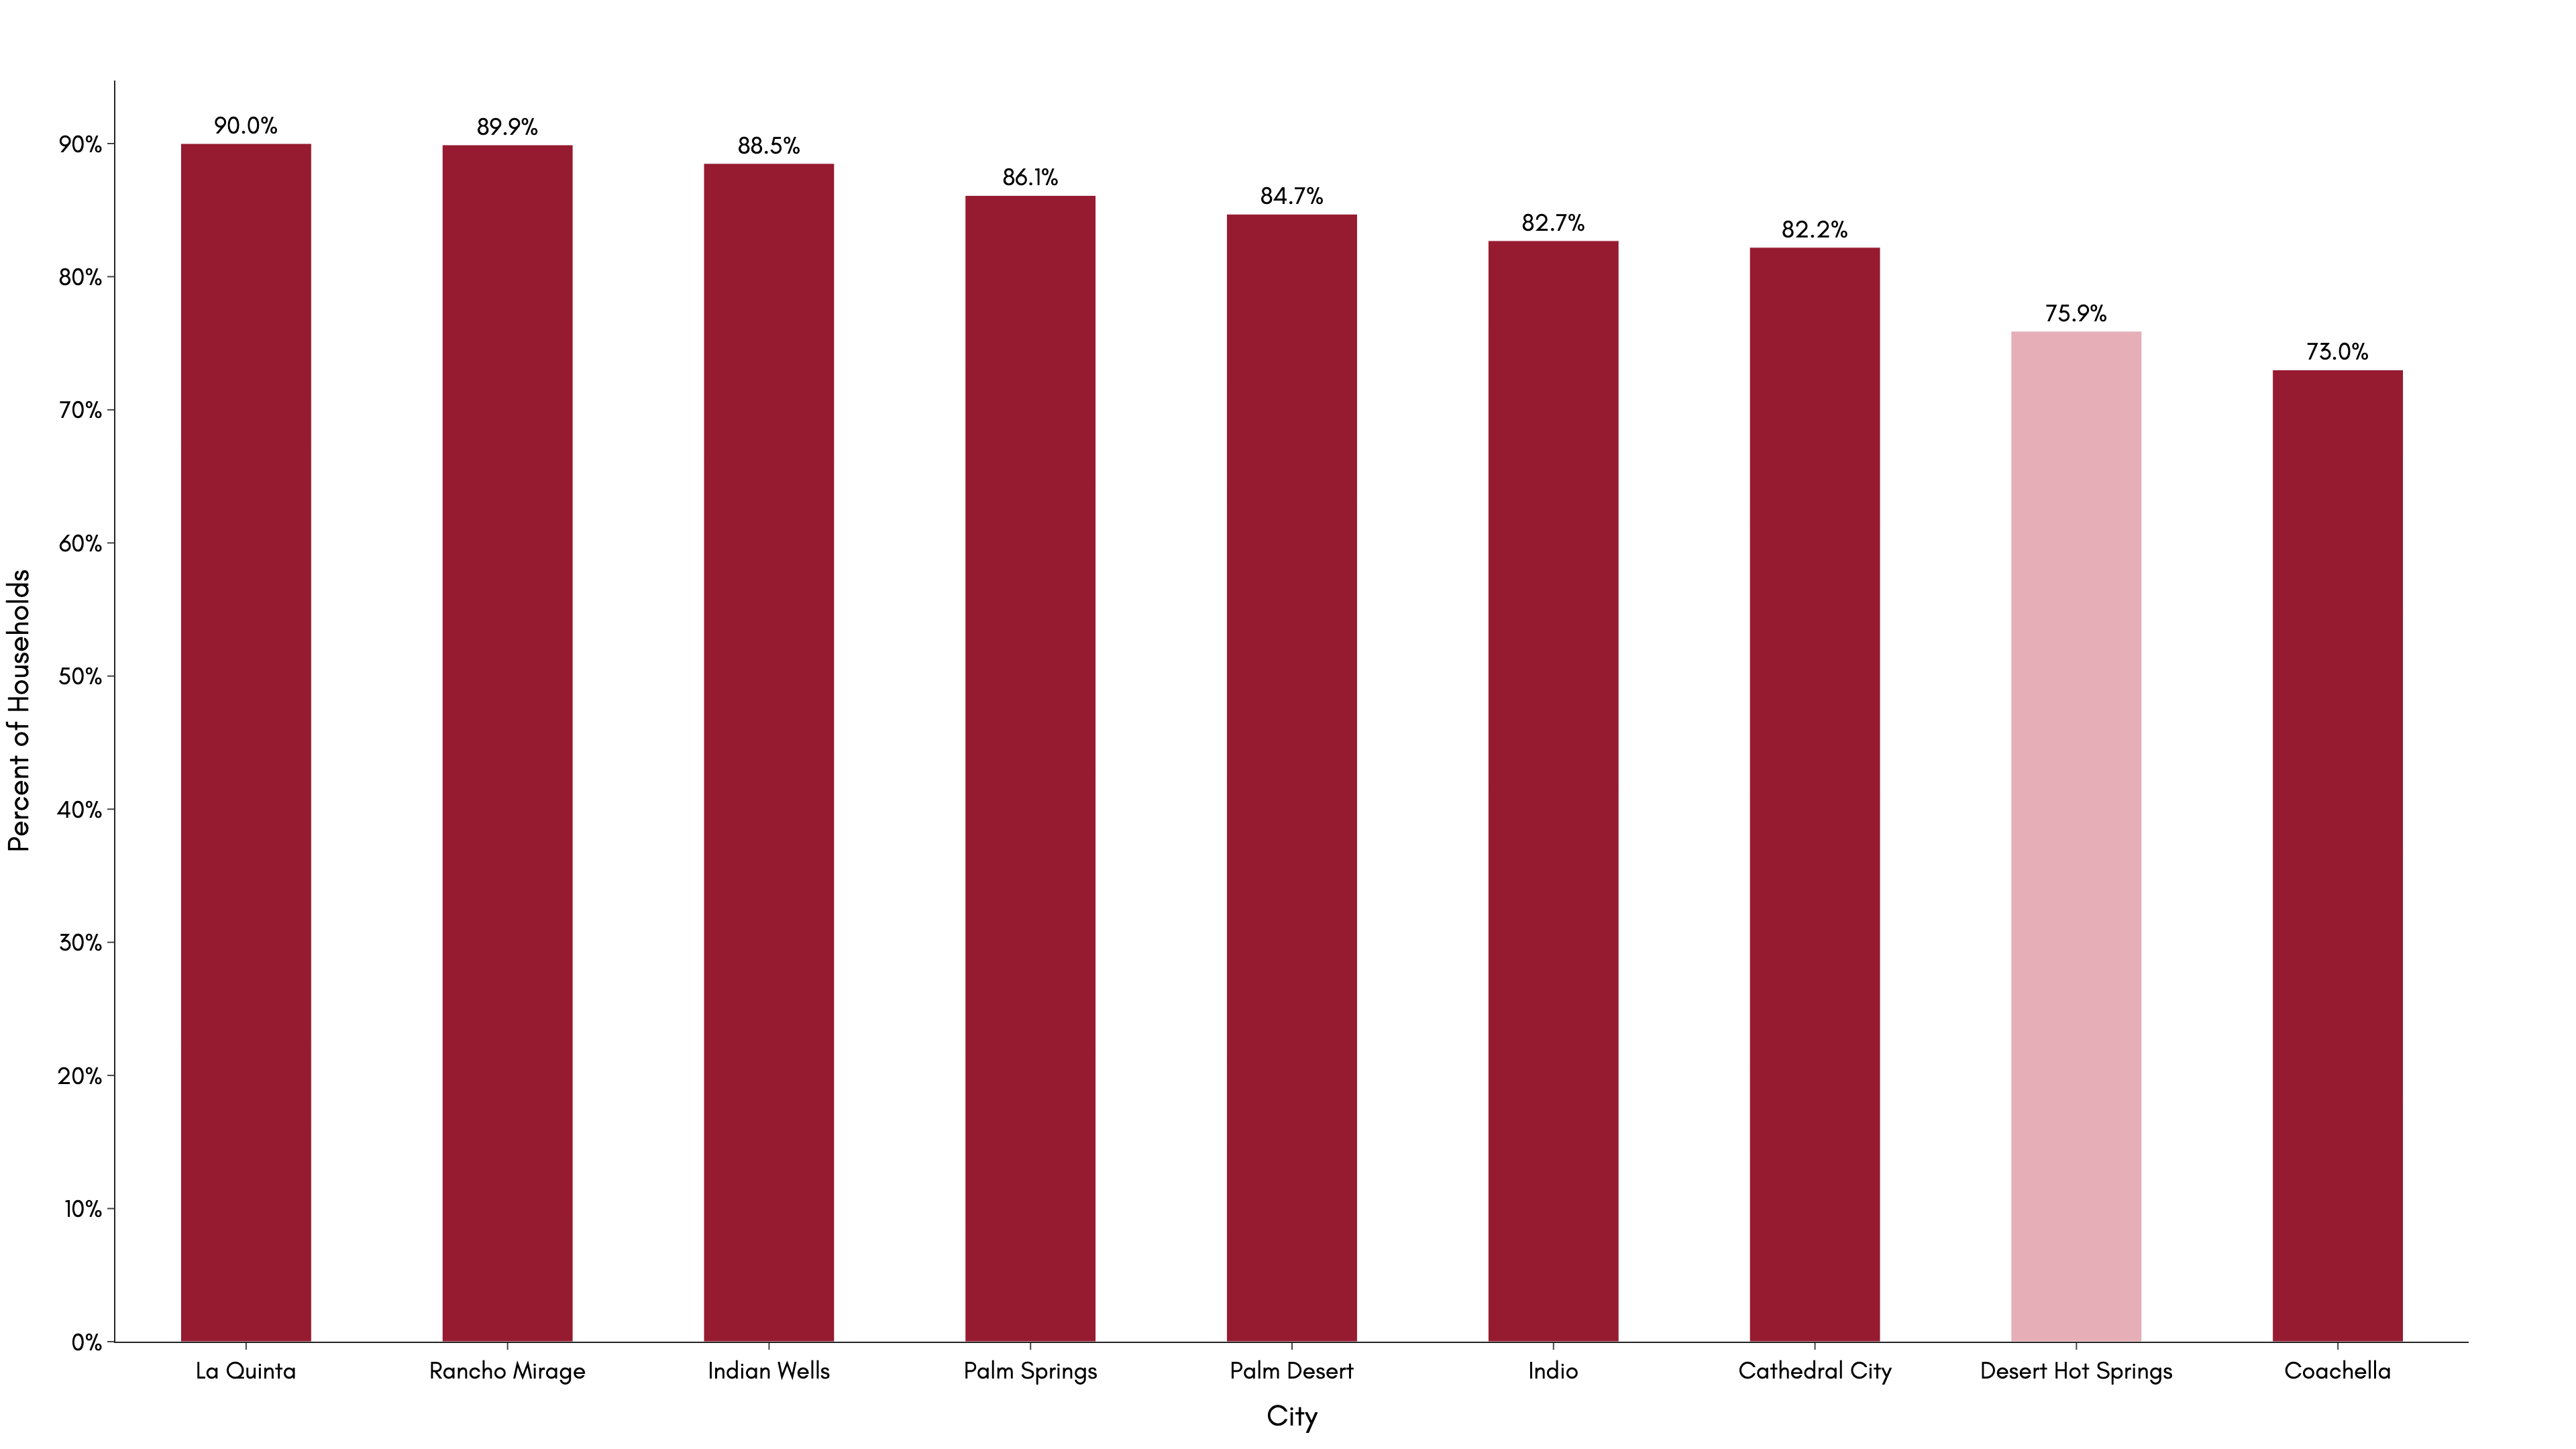 90.0%
89.9%
88.5%
86.1%
84.7%
82.7%
82.2%
75.9%
73.0%
90%
80%
70%
60%
50%
40%
30%
20%
10%
0%
Percent of Households
La Quinta
Rancho Mirage
Indian Wells
Palm Springs
Palm Desert
Indio
Cathedral City
Desert Hot Springs
Coachella
City